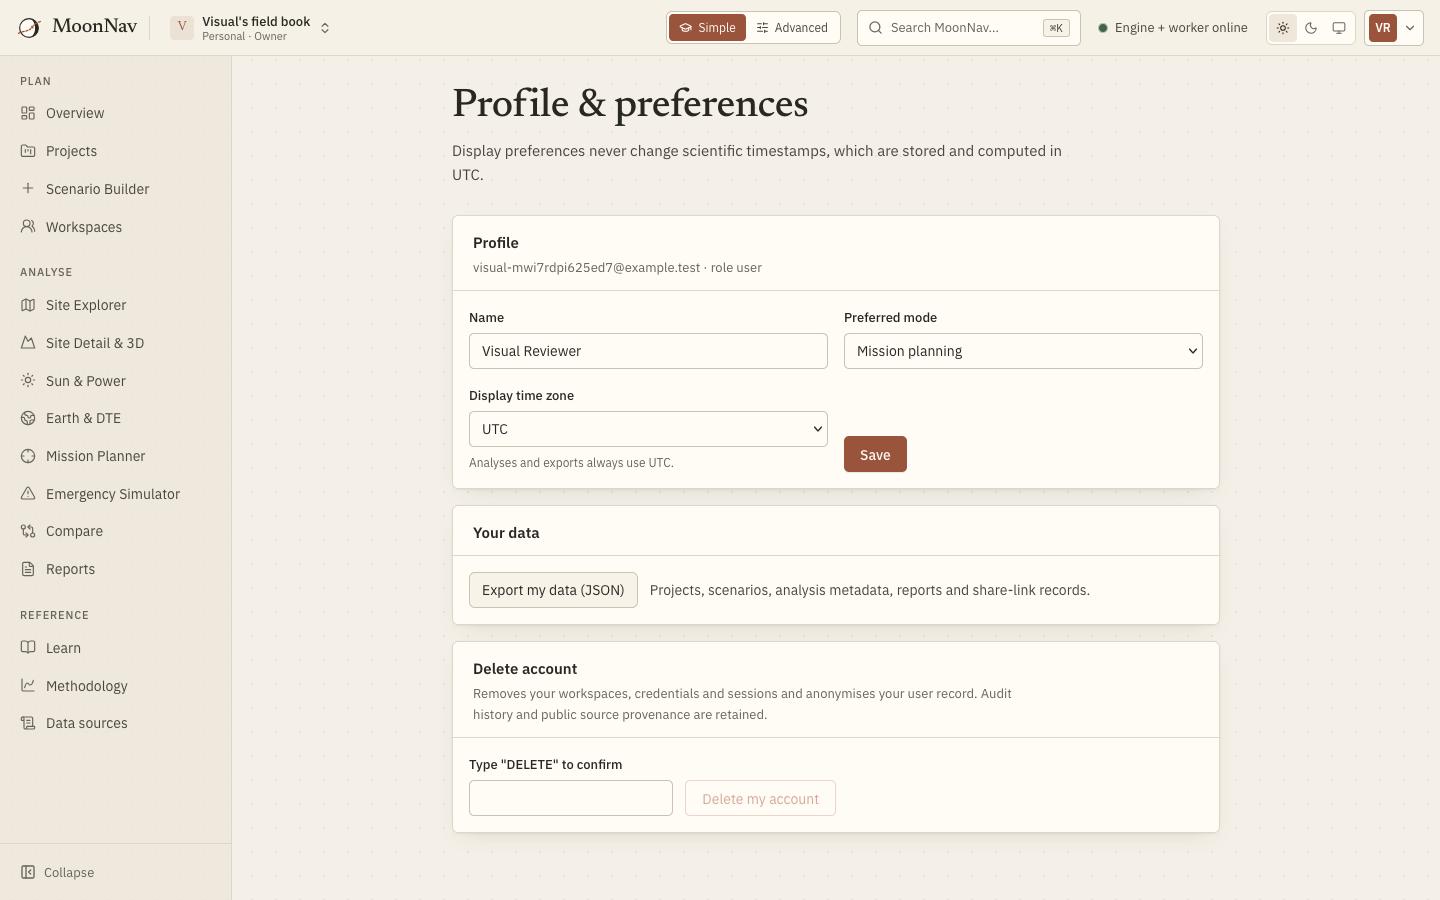 MoonNav
V
Visual's field book
Personal · Owner
Simple
Advanced
Search MoonNav...
⌘K
Engine + worker online
VR
PLAN
Overview
Projects
Scenario Builder
Workspaces
ANALYSE
Site Explorer
Site Detail & 3D
Sun & Power
Earth & DTE
Mission Planner
Emergency Simulator
Compare
Reports
REFERENCE
Learn
Methodology
Data sources
Collapse
Profile & preferences
Display preferences never change scientific timestamps, which are stored and computed in
UTC.
Profile
visual-mwi7rdpi625ed7@example.test · role user
Name
Preferred mode
Visual Reviewer
Mission planning
Display time zone
UTC
Analyses and exports always use UTC.
Save
Your data
Export my data (JSON)
Projects, scenarios, analysis metadata, reports and share-link records.
Delete account
Removes your workspaces, credentials and sessions and anonymises your user record. Audit
history and public source provenance are retained.
Type "DELETE" to confirm
Delete my account